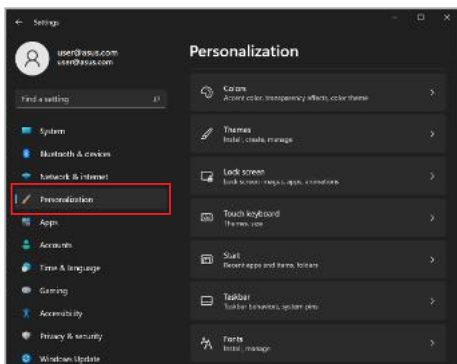 Settings
user@asus.com
user@asus.com
Find a setting
System
Bluetooth & devices
Network & internet
Personalization
Apps
Accounts
Time & language
Gaming
Accessibility
Privacy & security
Windows Update
Personalization
Colors
Accent color, transparency effects, color theme
Themes
Install, create, manage
Lock screen
Lock screen images, apps, animations
Touch keyboard
Themes, size
Start
Recent apps and items, folders
Taskbar
Taskbar behaviors, system pins
Fonts
Install, manage